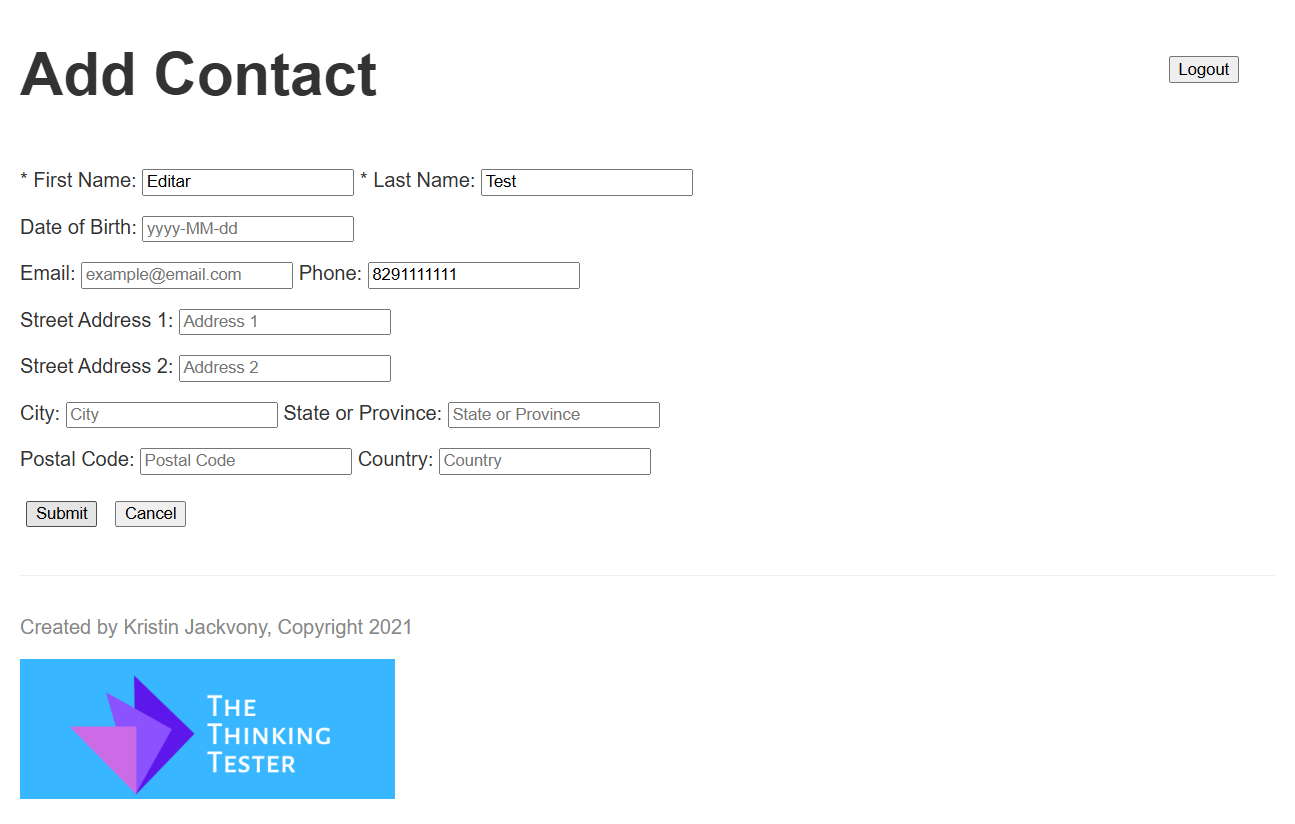 Add Contact
Logout
* First Name: Editar * Last Name: Test
Date of Birth: yyyy-MM-dd
Email: example@email.com Phone: 8291111111
Street Address 1: Address 1
Street Address 2: Address 2
City: City State or Province: State or Province
Postal Code: Postal Code Country: Country
Submit Cancel
Created by Kristin Jackvony, Copyright 2021
THE
THINKING
TESTER